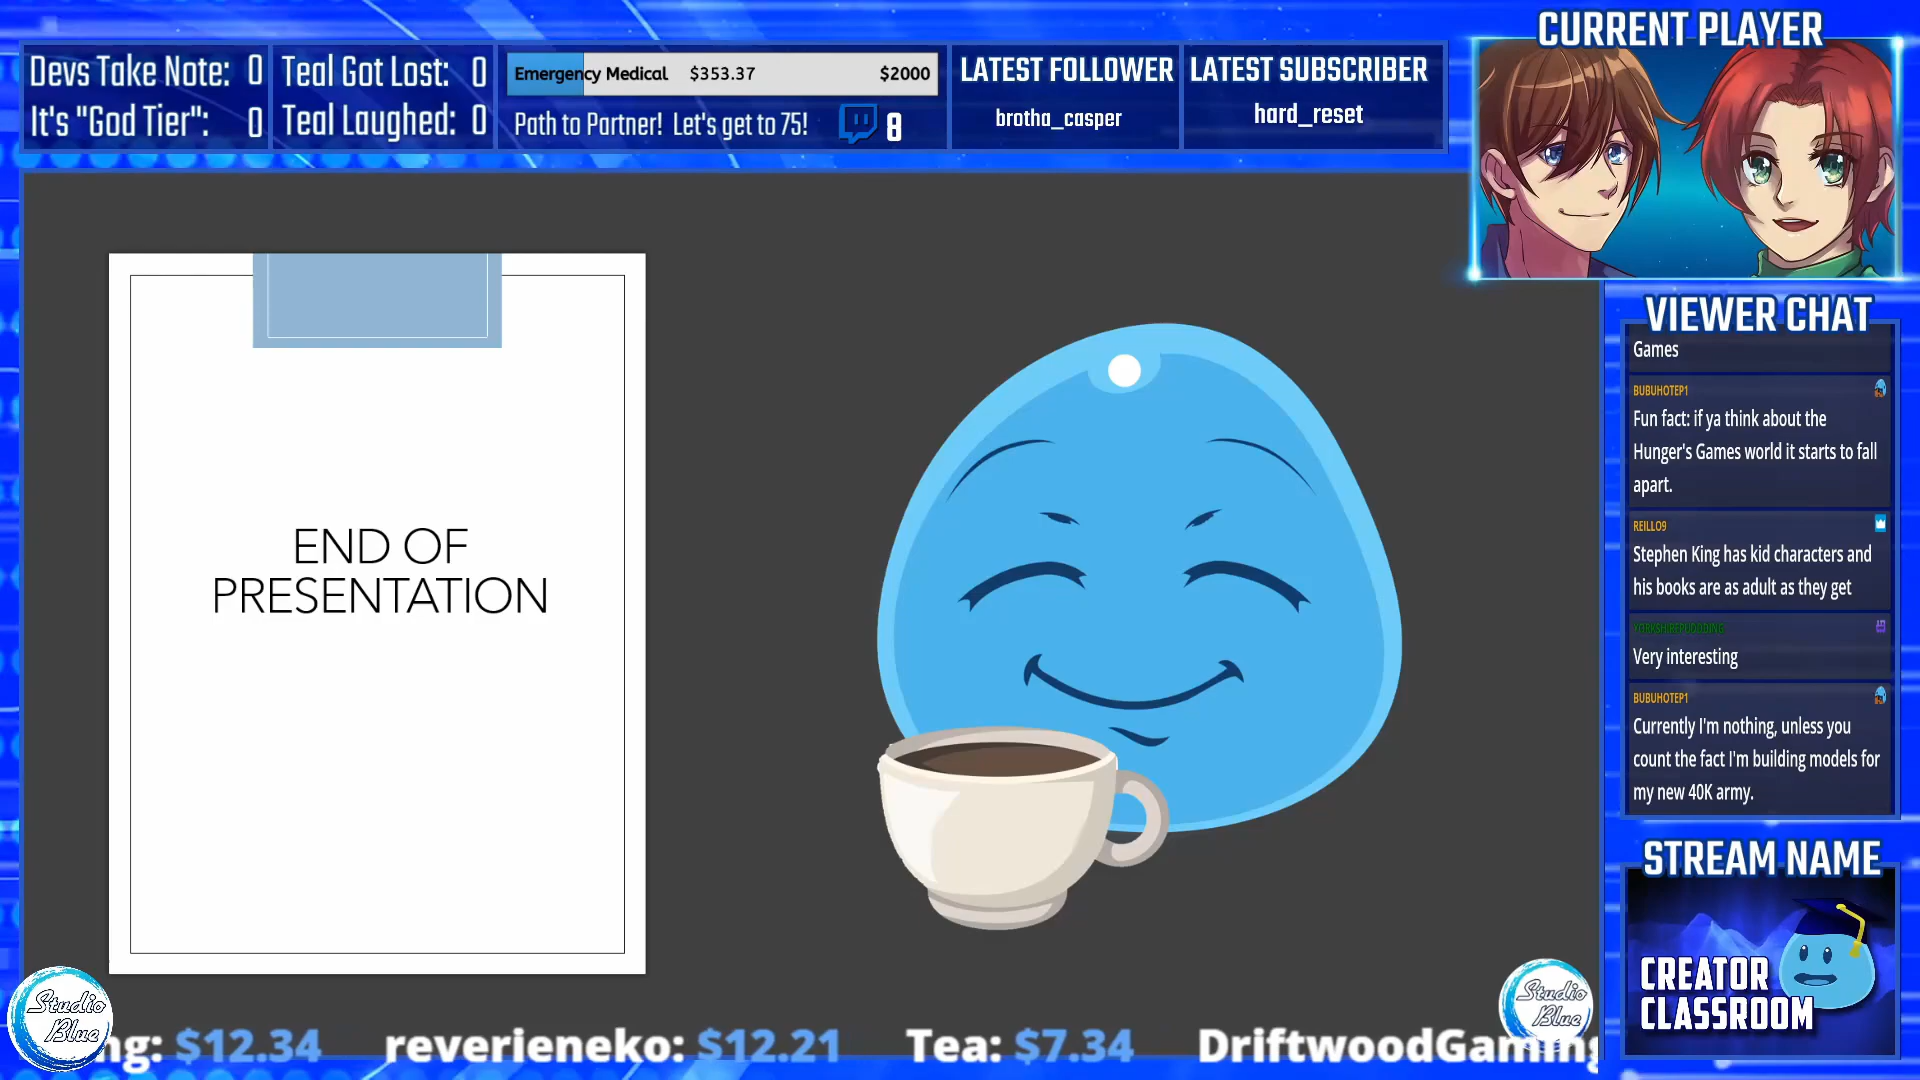 CURRENT PLAYER
Devs Take Note: 0
It's "God Tier": 0
Teal Got Lost: 0
Teal Laughed: 0
Emergency Medical $353.37 $2000
Path to Partner! Let's get to 75! 8
LATEST FOLLOWER
brotha_casper
LATEST SUBSCRIBER
hard_reset
END OF
PRESENTATION
VIEWER CHAT
Games
BUBUHOTEP1
Fun fact: if ya think about the
Hunger's Games world it starts to fall
apart.
REILLO9
Stephen King has kid characters and
his books are as adult as they get
YORKSHIREPUDDDING
Very interesting
BUBUHOTEP1
Currently I'm nothing, unless you
count the fact I'm building models for
my new 40K army.
STREAM NAME
CREATOR
CLASSROOM
Studio
Blue
Studio
Blue
ng: $12.34 reverieneko: $12.21 Tea: $7.34 DriftwoodGaming